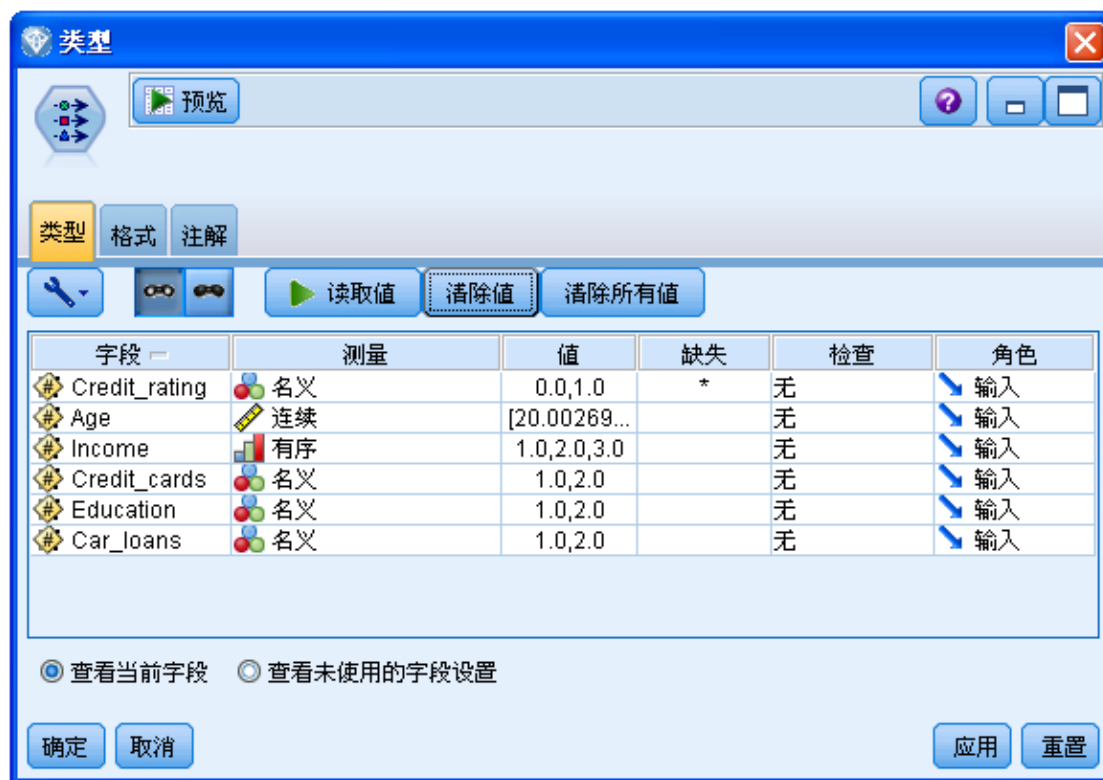 类型
预览
类型 格式 注解
读取值 清除值 清除所有值
字段 测量 值 缺失 检查 角色
Credit_rating 名义 0.0,1.0 * 无 输入
Age 连续 [20.00269... 无 输入
Income 有序 1.0,2.0,3.0 无 输入
Credit_cards 名义 1.0,2.0 无 输入
Education 名义 1.0,2.0 无 输入
Car_loans 名义 1.0,2.0 无 输入
查看当前字段 查看未使用的字段设置
确定 取消 应用 重置